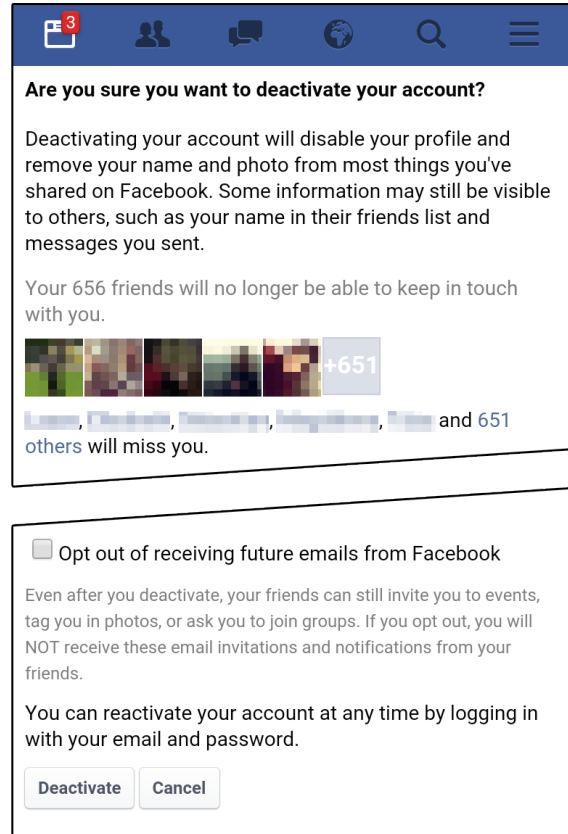 3
Are you sure you want to deactivate your account?
Deactivating your account will disable your profile and
remove your name and photo from most things you've
shared on Facebook. Some information may still be visible
to others, such as your name in their friends list and
messages you sent.
Your 656 friends will no longer be able to keep in touch
with you.
+651
, , , , and 651
others will miss you.
Opt out of receiving future emails from Facebook
Even after you deactivate, your friends can still invite you to events,
tag you in photos, or ask you to join groups. If you opt out, you will
NOT receive these email invitations and notifications from your
friends.
You can reactivate your account at any time by logging in
with your email and password.
Deactivate Cancel